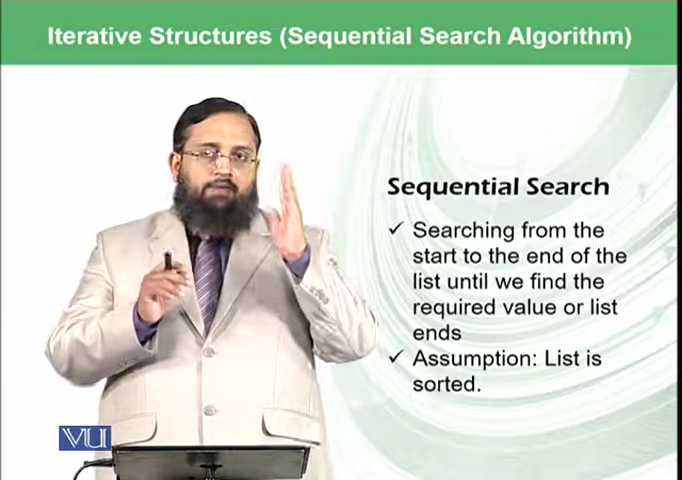 Iterative Structures (Sequential Search Algorithm)
Sequential Search
✓ Searching from the
start to the end of the
list until we find the
required value or list
ends
✓ Assumption: List is
sorted.
VU